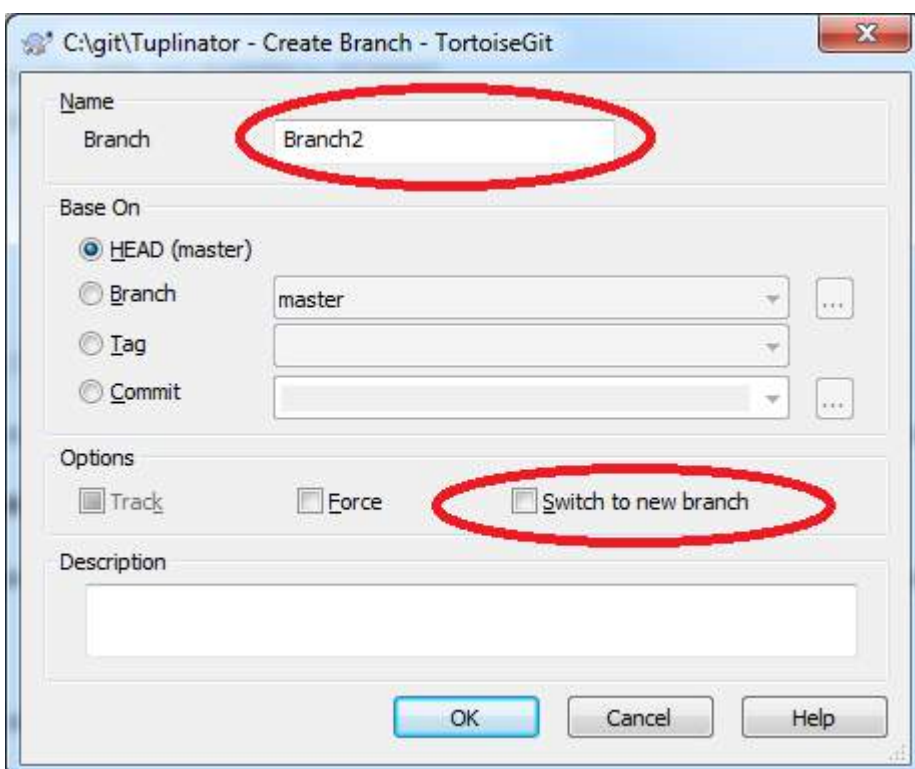 C:\git\Tuplinator - Create Branch - TortoiseGit
Name
Branch
Branch2
Base On
HEAD (master)
Branch
master
...
Tag
Commit
...
Options
Track
Force
Switch to new branch
Description
OK
Cancel
Help